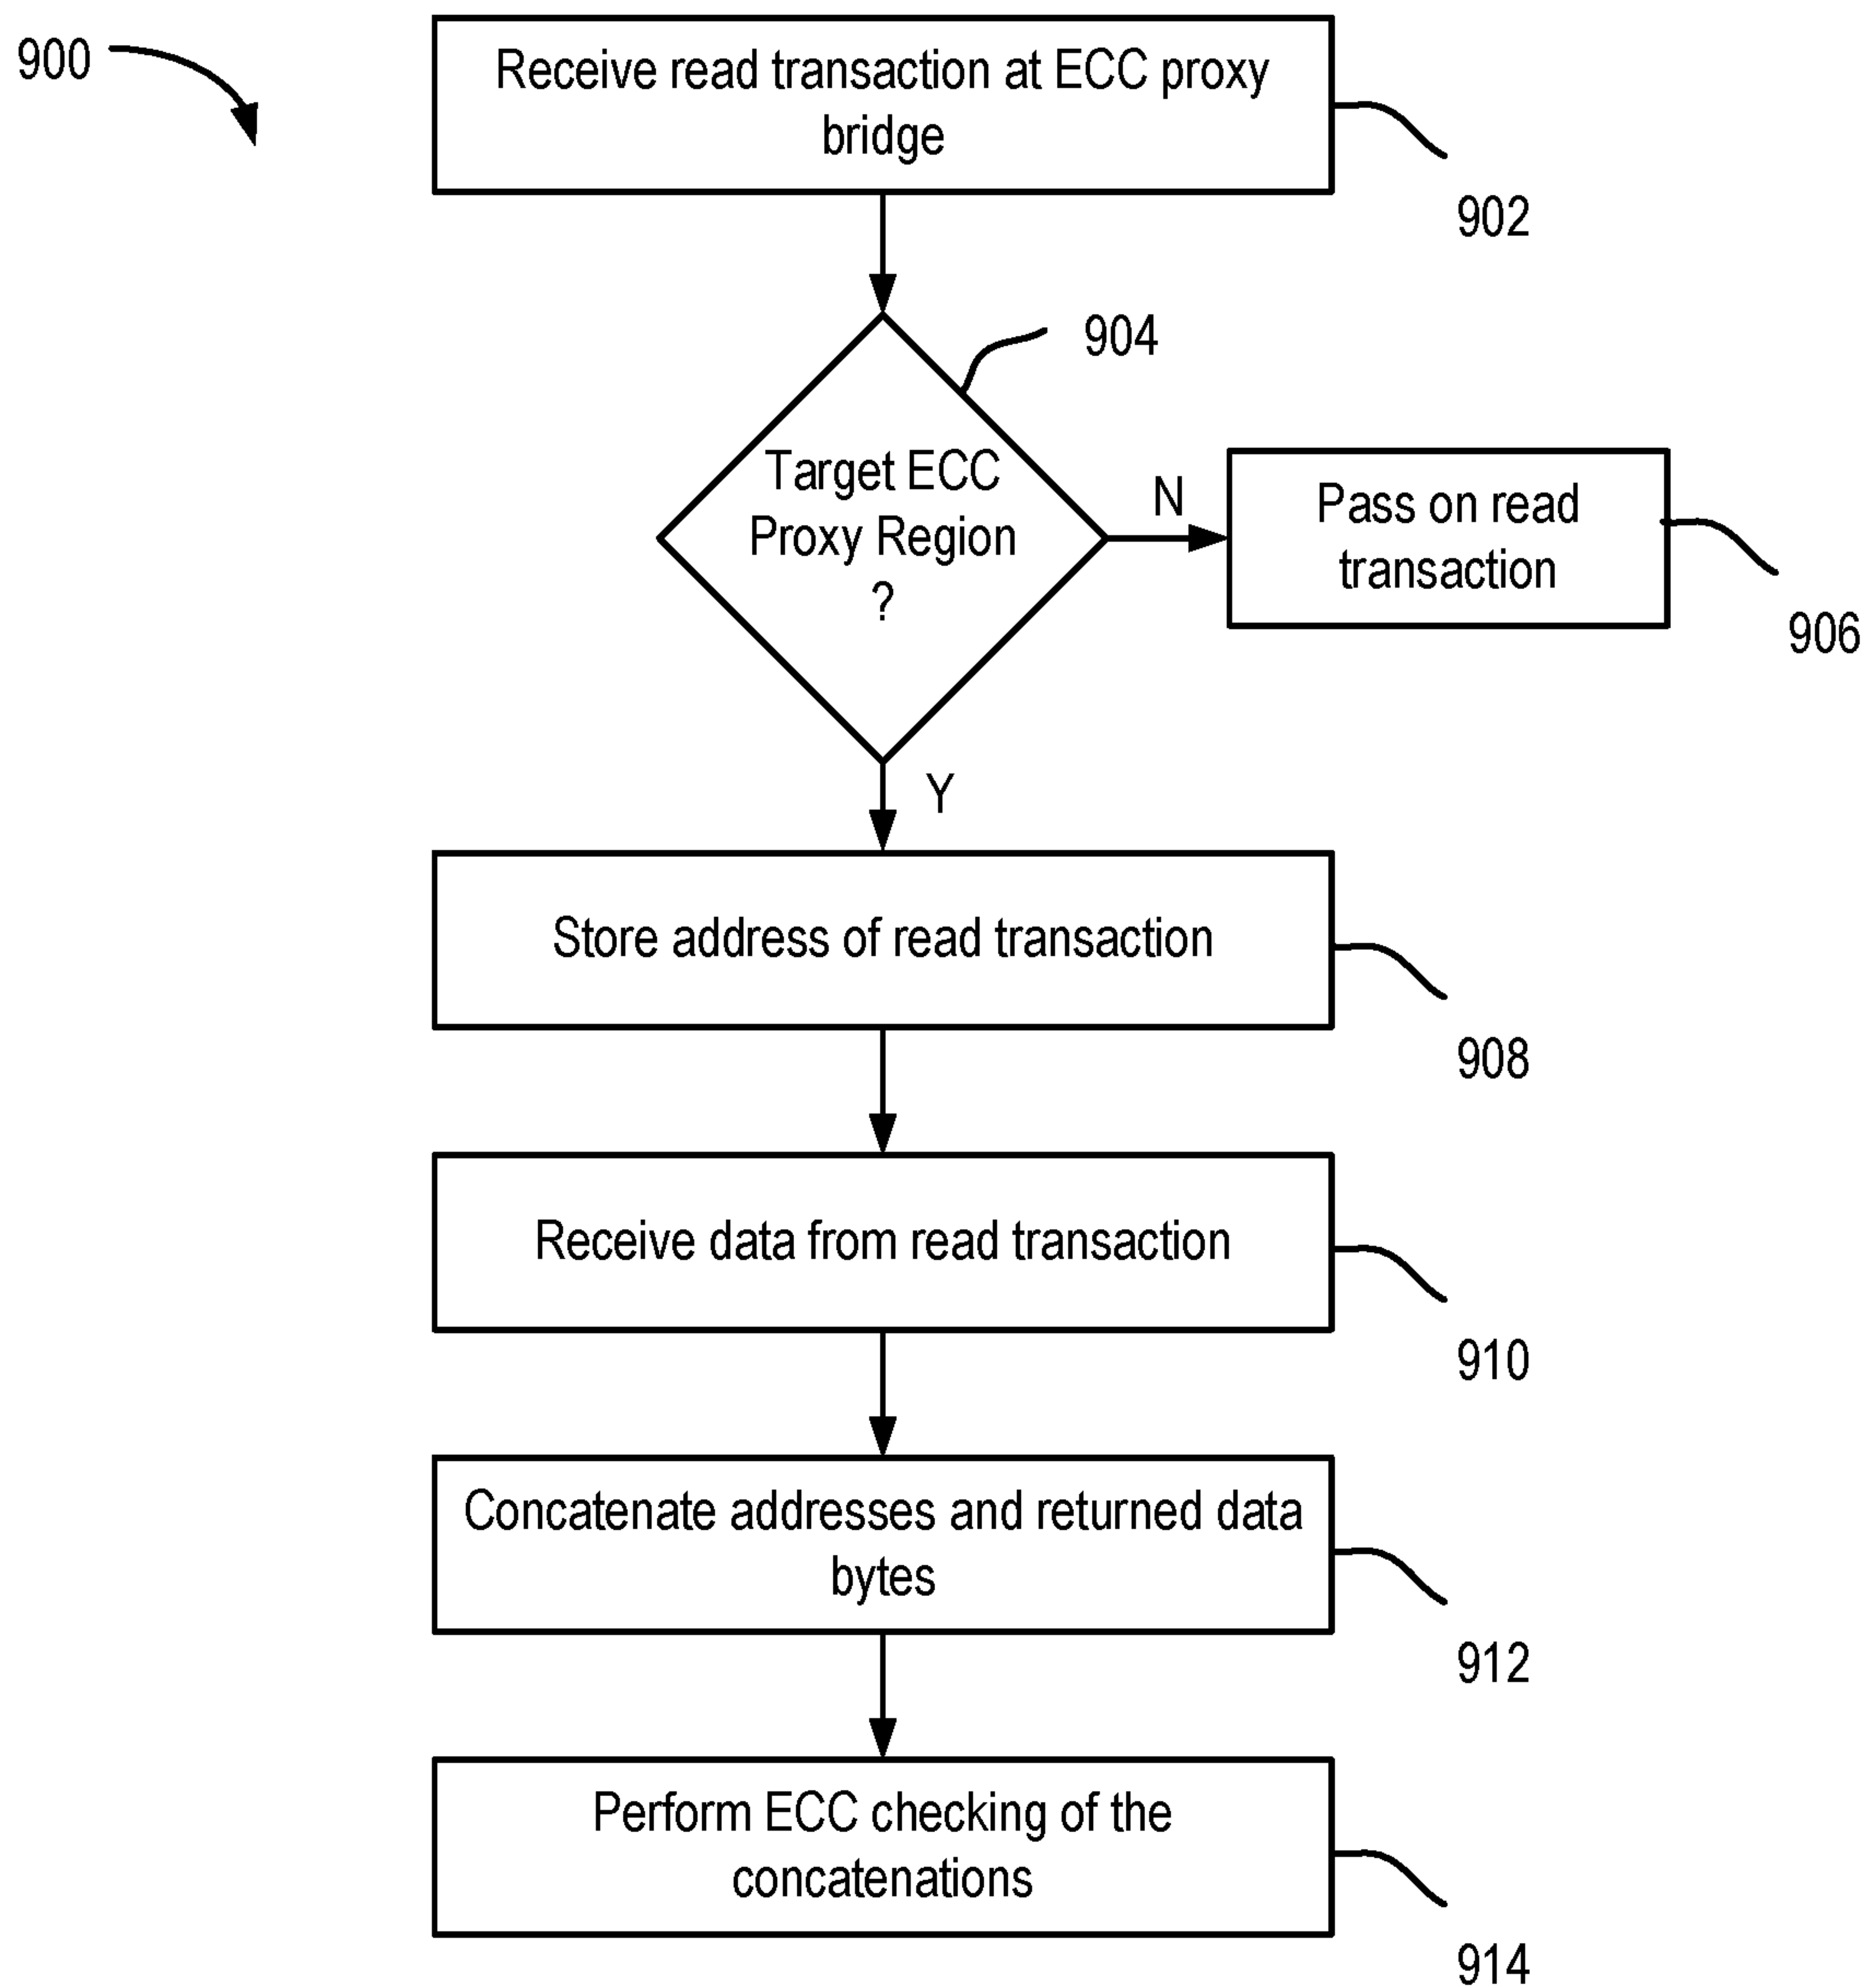 900
Receive read transaction at ECC proxy
bridge
902
904
Target ECC
Proxy Region
?
N
Pass on read
transaction
906
Y
Store address of read transaction
908
Receive data from read transaction
910
Concatenate addresses and returned data
bytes
912
Perform ECC checking of the
concatenations
914